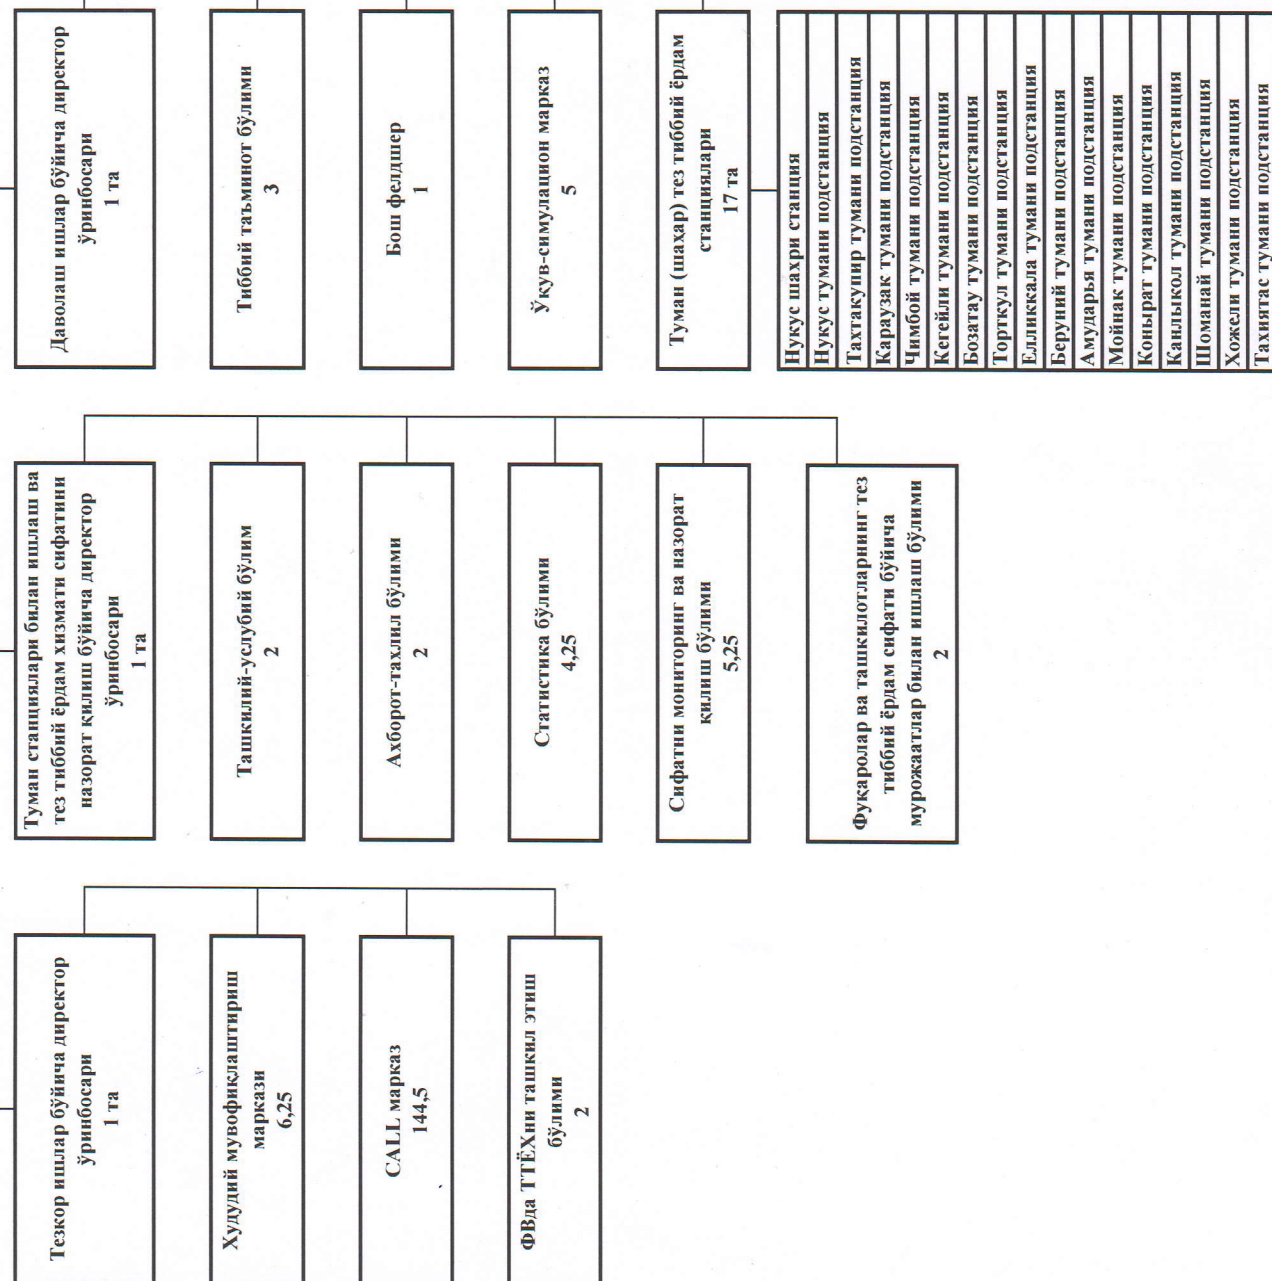 Даволаш ишлар бўйича директор
ўринбосари
1 та
Тиббий таъминот бўлими
3
Бош фелдшер
1
Ўқув-симулацион марказ
5
Туман (шаҳар) тез тиббий ёрдам
станциялари
17 та
Нукус шахри станция
Нукус тумани подстанция
Тахтакупир тумани подстанция
Караузак тумани подстанция
Чимбой тумани подстанция
Кегейли тумани подстанция
Бозатау тумани подстанция
Торткул тумани подстанция
Елликкала тумани подстанция
Беруний тумани подстанция
Амударья тумани подстанция
Мойнак тумани подстанция
Конырат тумани подстанция
Канлыкол тумани подстанция
Шоманай тумани подстанция
Хожели тумани подстанция
Тахиятас тумани подстанция
Туман станциялари билан ишлаш ва
тез тиббий ёрдам хизмати сифатини
назорат қилиш бўйича директор
ўринбосари
1 та
Ташкилий-услубий бўлим
2
Ахборот-тахлил бўлими
2
Статистика бўлими
4,25
Сифатни мониторинг ва назорат
қилиш бўлими
5,25
Фуқаролар ва ташкилотларнинг тез
тиббий ёрдам сифати бўйича
мурожаатлар билан ишлаш бўлими
2
Тезкор ишлар бўйича директор
ўринбосари
1 та
Худудий мувофиқлаштириш
маркази
6,25
CALL марказ
144,5
ФВда ТТЁХни ташкил этиш
бўлими
2